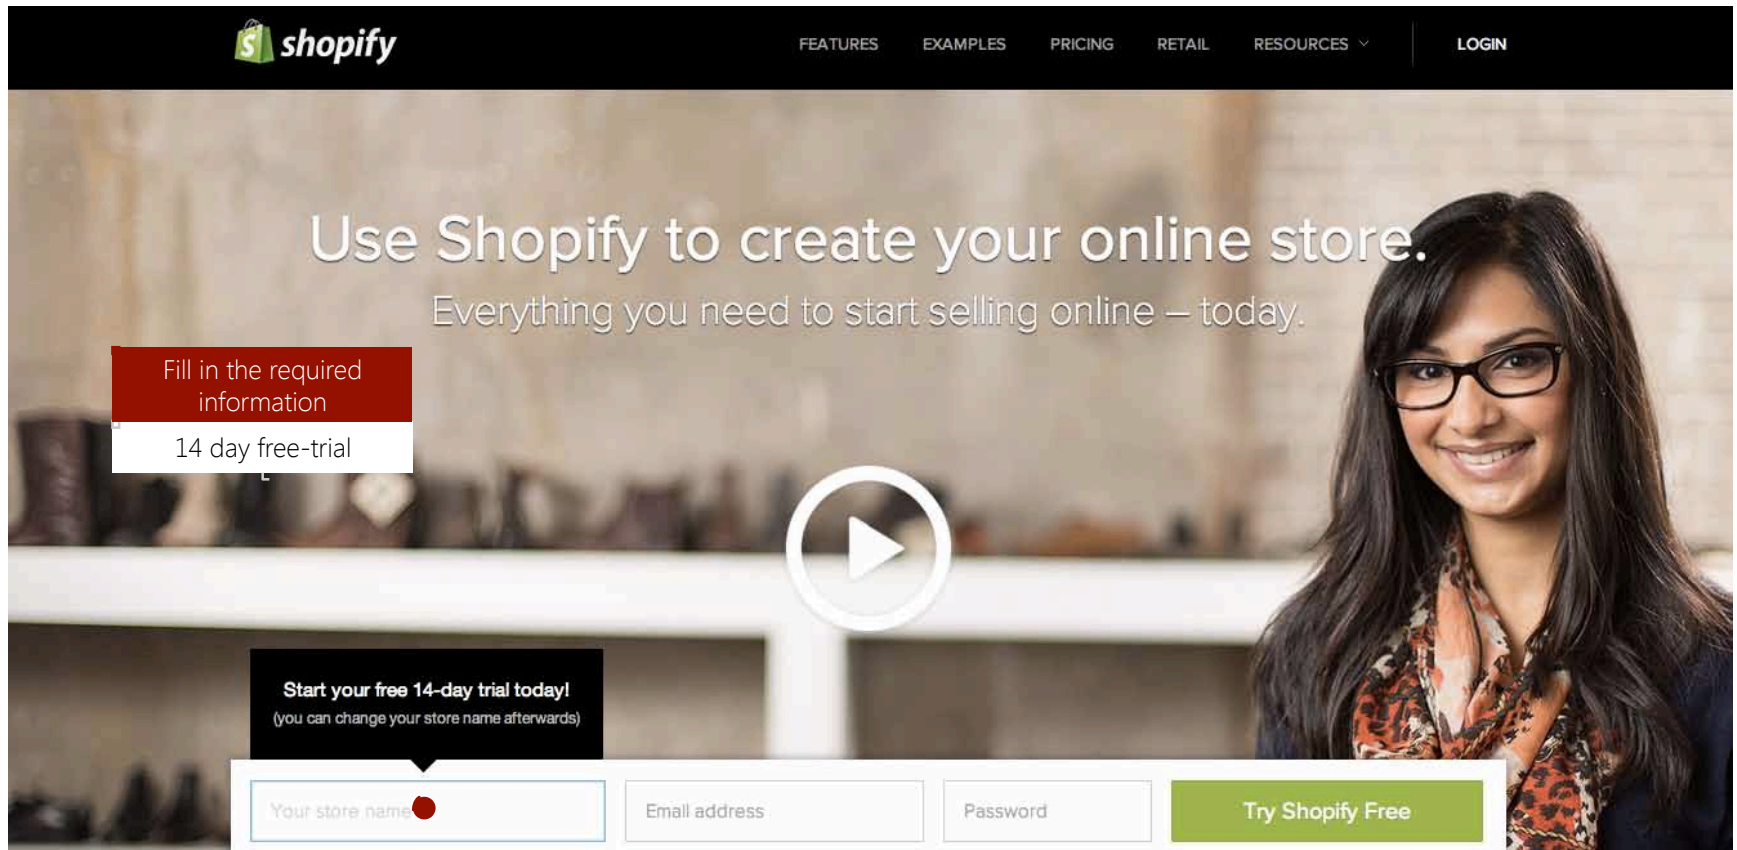 shopify
FEATURES EXAMPLES PRICING RETAIL RESOURCES LOGIN
Use Shopify to create your online store.
Everything you need to start selling online – today.
Fill in the required
information
14 day free-trial
Start your free 14-day trial today!
(you can change your store name afterwards)
Your store name
Email address
Password
Try Shopify Free